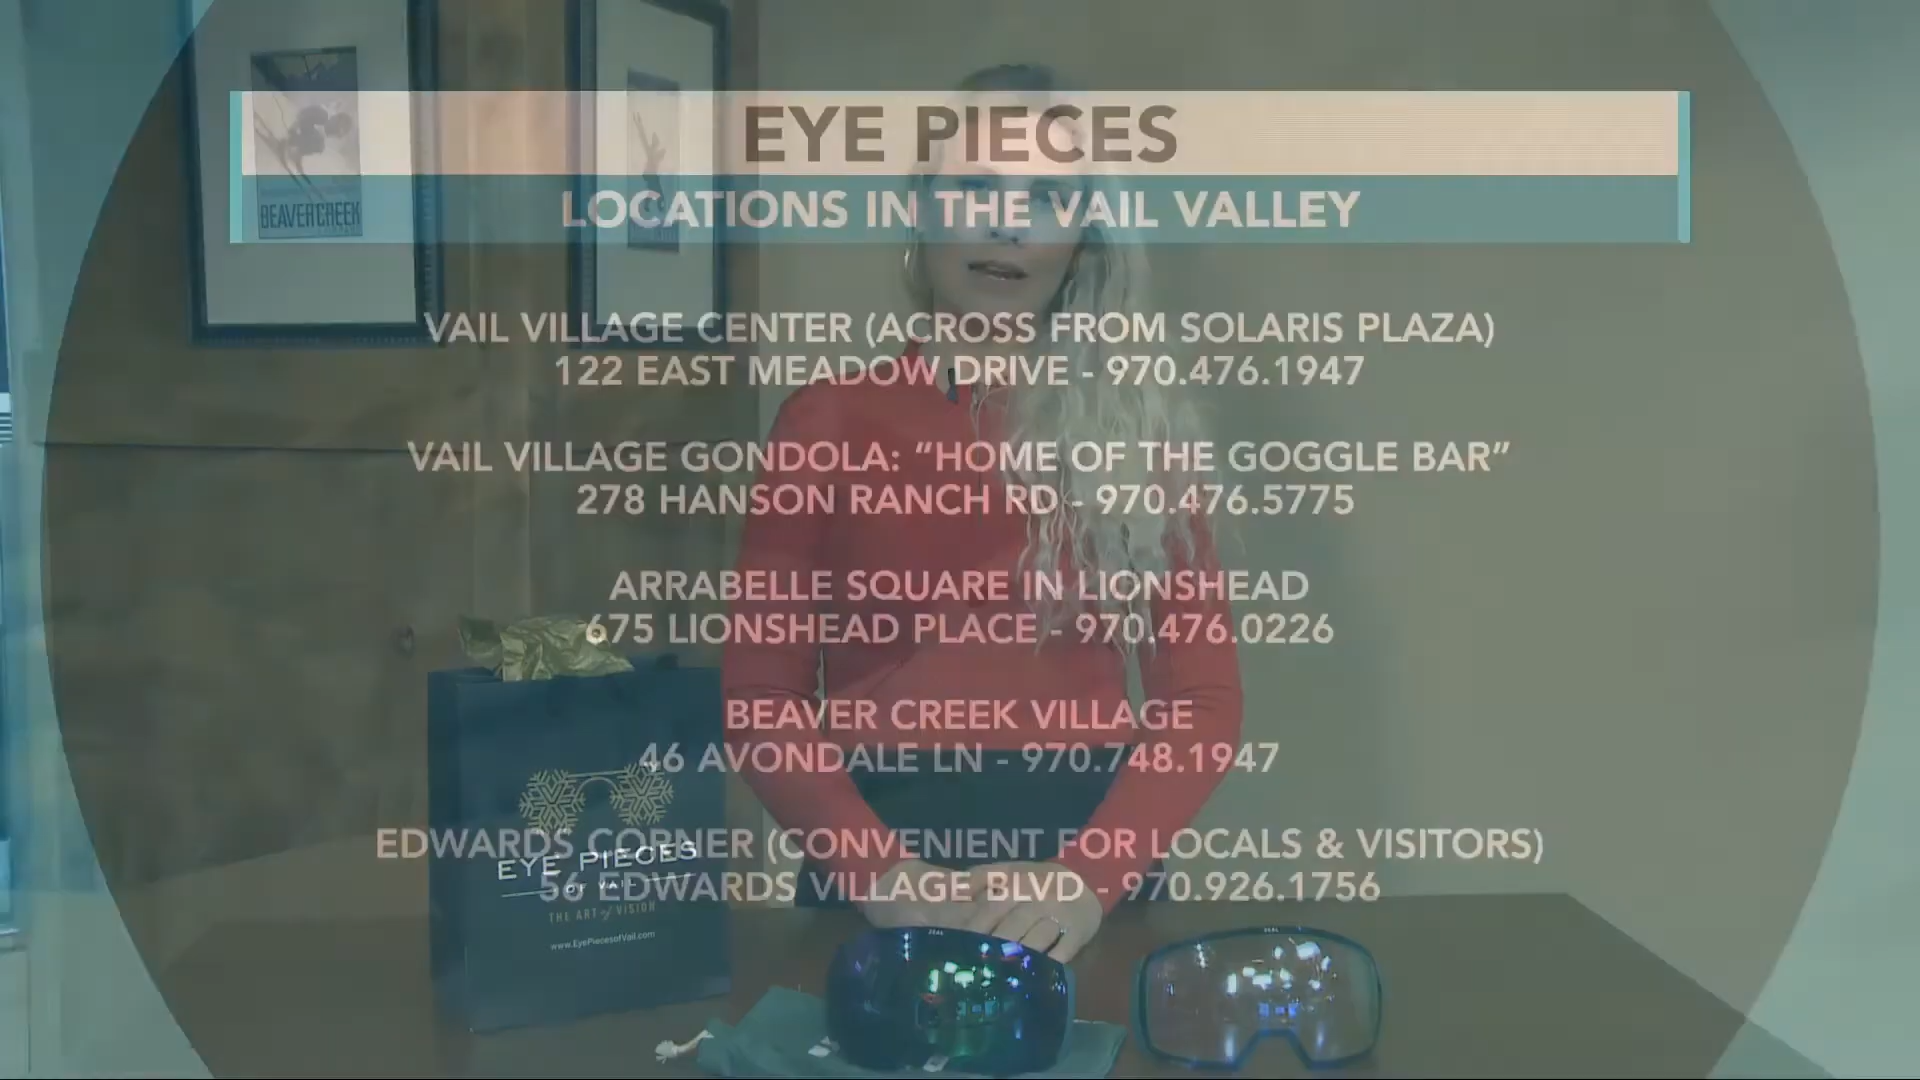 EYE PIECES
LOCATIONS IN THE VAIL VALLEY
BEAVER CREEK
VAIL VILLAGE CENTER (ACROSS FROM SOLARIS PLAZA)
122 EAST MEADOW DRIVE - 970.476.1947
VAIL VILLAGE GONDOLA: “HOME OF THE GOGGLE BAR”
278 HANSON RANCH RD - 970.476.5775
ARRABELLE SQUARE IN LIONSHEAD
675 LIONSHEAD PLACE - 970.476.0226
BEAVER CREEK VILLAGE
46 AVONDALE LN - 970.748.1947
EDWARDS CORNER (CONVENIENT FOR LOCALS & VISITORS)
56 EDWARDS VILLAGE BLVD - 970.926.1756
EYE PIECES
OF VAIL
THE ART of VISION
www.EyePiecesofVail.com
ZEAL
ZEAL